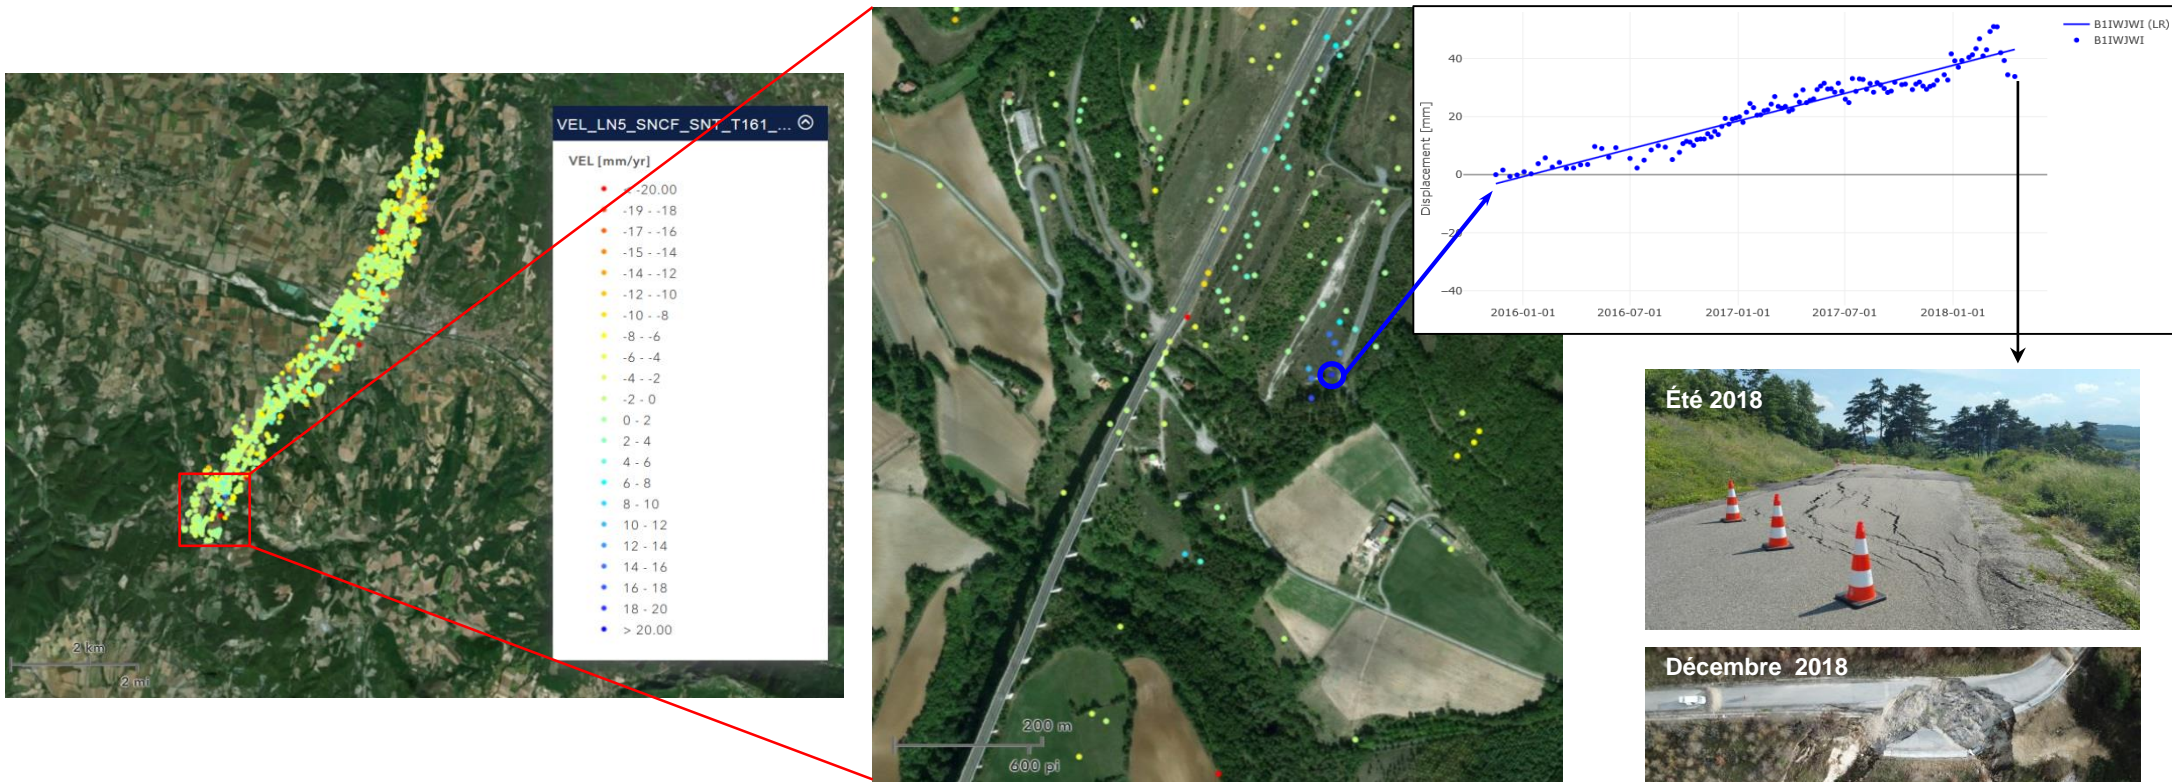 VEL_LN5_SNCF_SNT_T161_...
VEL [mm/yr]
< -20.00
-19 - -18
-17 - -16
-15 - -14
-14 - -12
-12 - -10
-10 - -8
-8 - -6
-6 - -4
-4 - -2
-2 - 0
0 - 2
2 - 4
4 - 6
6 - 8
8 - 10
10 - 12
12 - 14
14 - 16
16 - 18
18 - 20
> 20.00
2 km
2 mi
200 m
600 pi
B1IWJWI (LR)
B1IWJWI
Displacement [mm]
40
20
0
−20
−40
2016-01-01
2016-07-01
2017-01-01
2017-07-01
2018-01-01
Été 2018
Décembre 2018